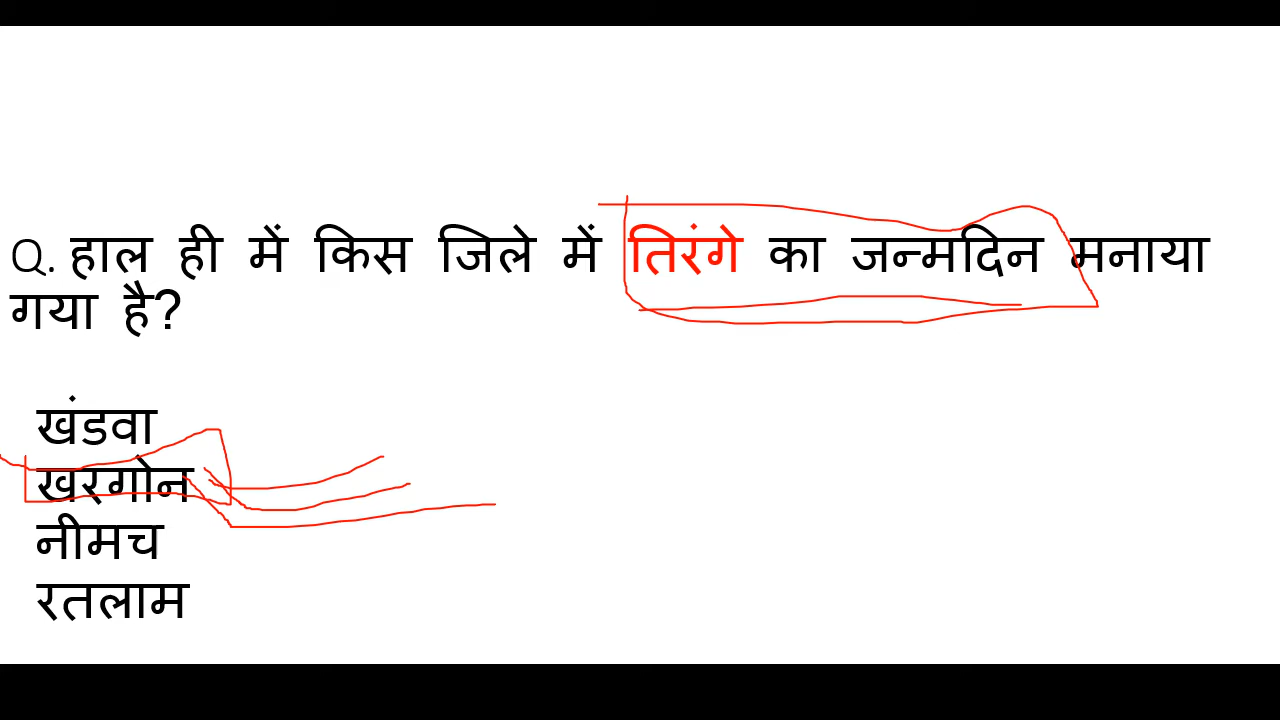 Q. हाल ही में किस जिले में तिरंगे का जन्मदिन मनाया
गया है?
खंडवा
खरगोन
नीमच
रतलाम